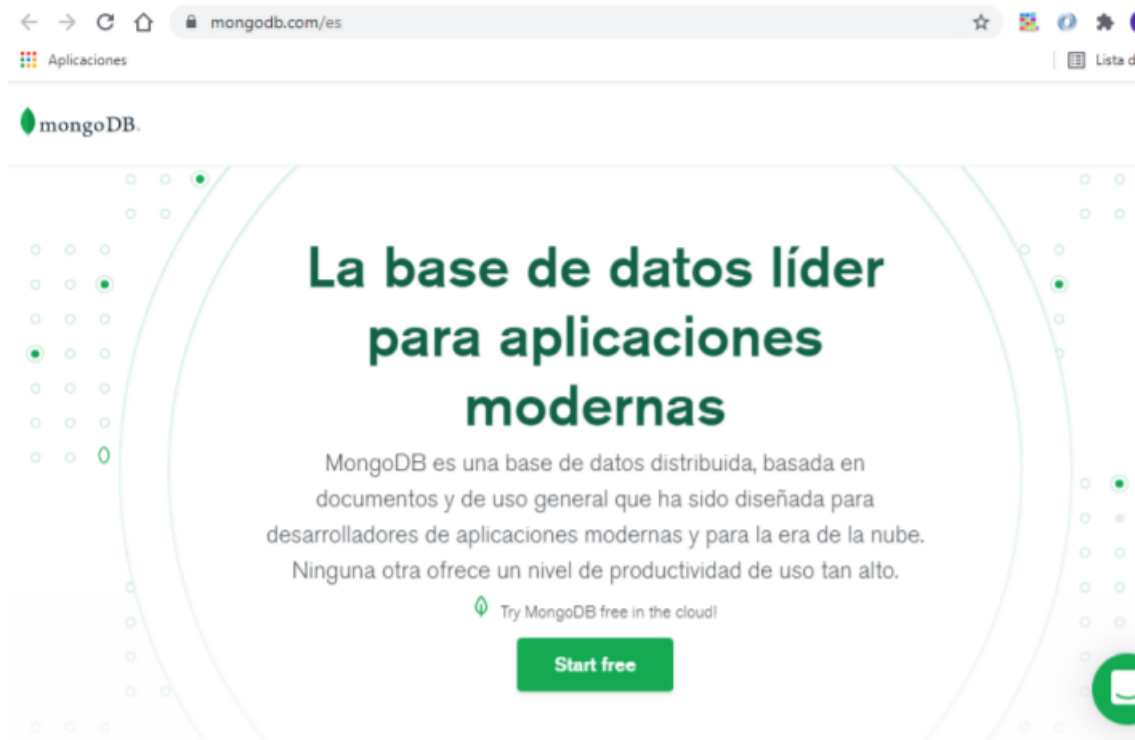 mongodb.com/es
Aplicaciones
Lista d
mongoDB.
La base de datos líder
para aplicaciones
modernas
MongoDB es una base de datos distribuida, basada en
documentos y de uso general que ha sido diseñada para
desarrolladores de aplicaciones modernas y para la era de la nube.
Ninguna otra ofrece un nivel de productividad de uso tan alto.
Try MongoDB free in the cloud!
Start free